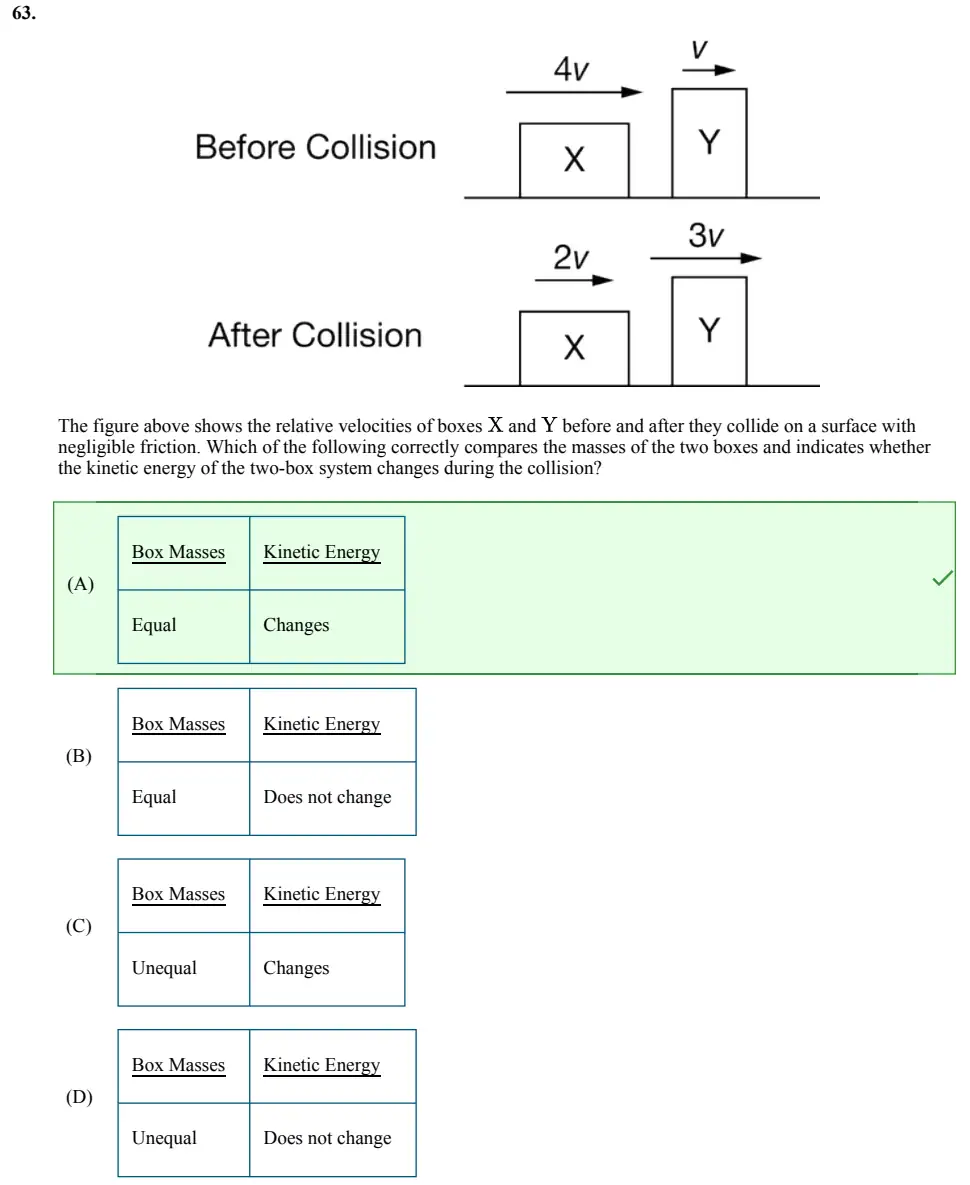 63.
4v
v
Before Collision
X
Y
2v
3v
After Collision
X
Y
The figure above shows the relative velocities of boxes X and Y before and after they collide on a surface with
negligible friction. Which of the following correctly compares the masses of the two boxes and indicates whether
the kinetic energy of the two-box system changes during the collision?
(A)
Box Masses Kinetic Energy
Equal Changes
(B)
Box Masses Kinetic Energy
Equal Does not change
(C)
Box Masses Kinetic Energy
Unequal Changes
(D)
Box Masses Kinetic Energy
Unequal Does not change